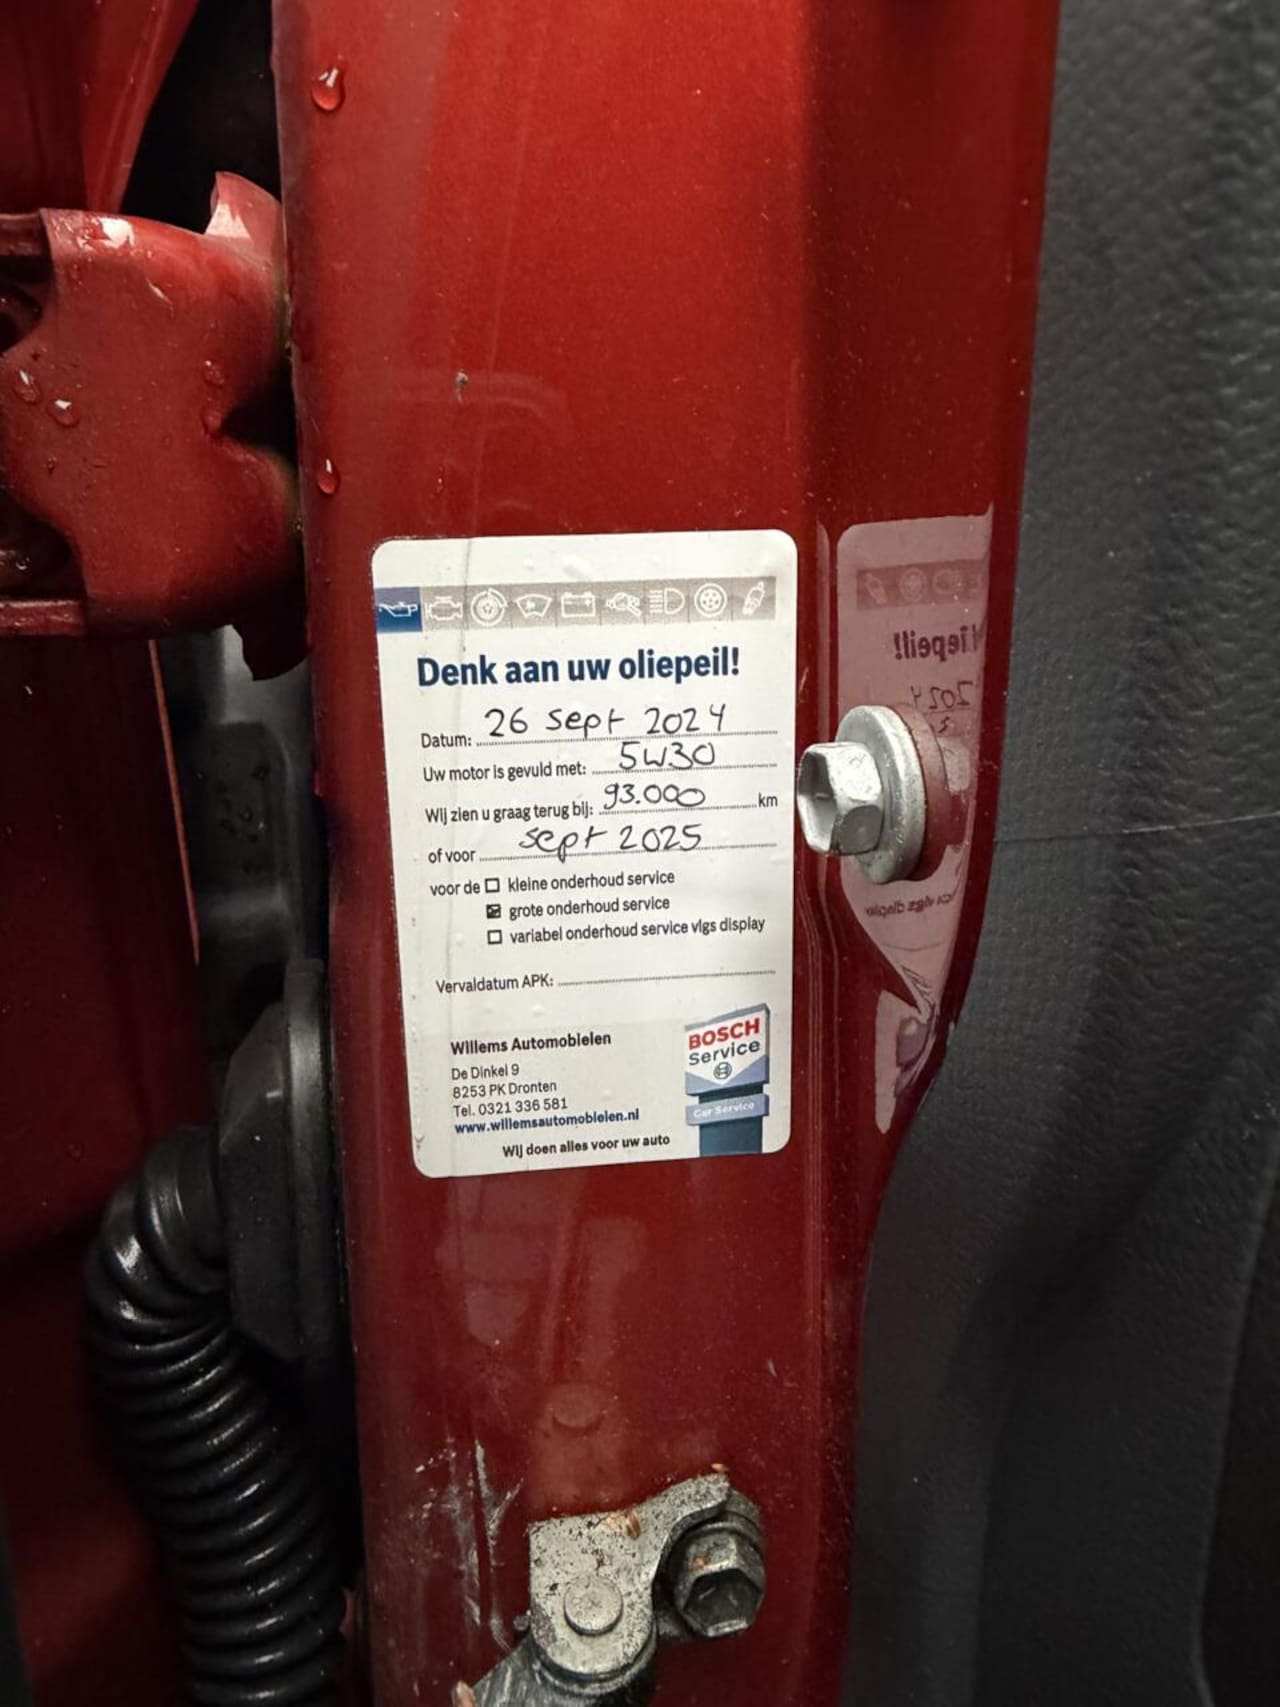 Denk aan uw oliepeil!
Datum: 26 sept 2024
Uw motor is gevuld met: 5W30
Wij zien u graag terug bij: 93.000 km
of voor sept 2025
voor de ☐ kleine onderhoud service
☒ grote onderhoud service
☐ variabel onderhoud service vlgs display
Vervaldatum APK:
Willems Automobielen
De Dinkel 9
8253 PK Dronten
Tel. 0321 336 581
www.willemsautomobielen.nl
Wij doen alles voor uw auto
BOSCH
Service
Car Service